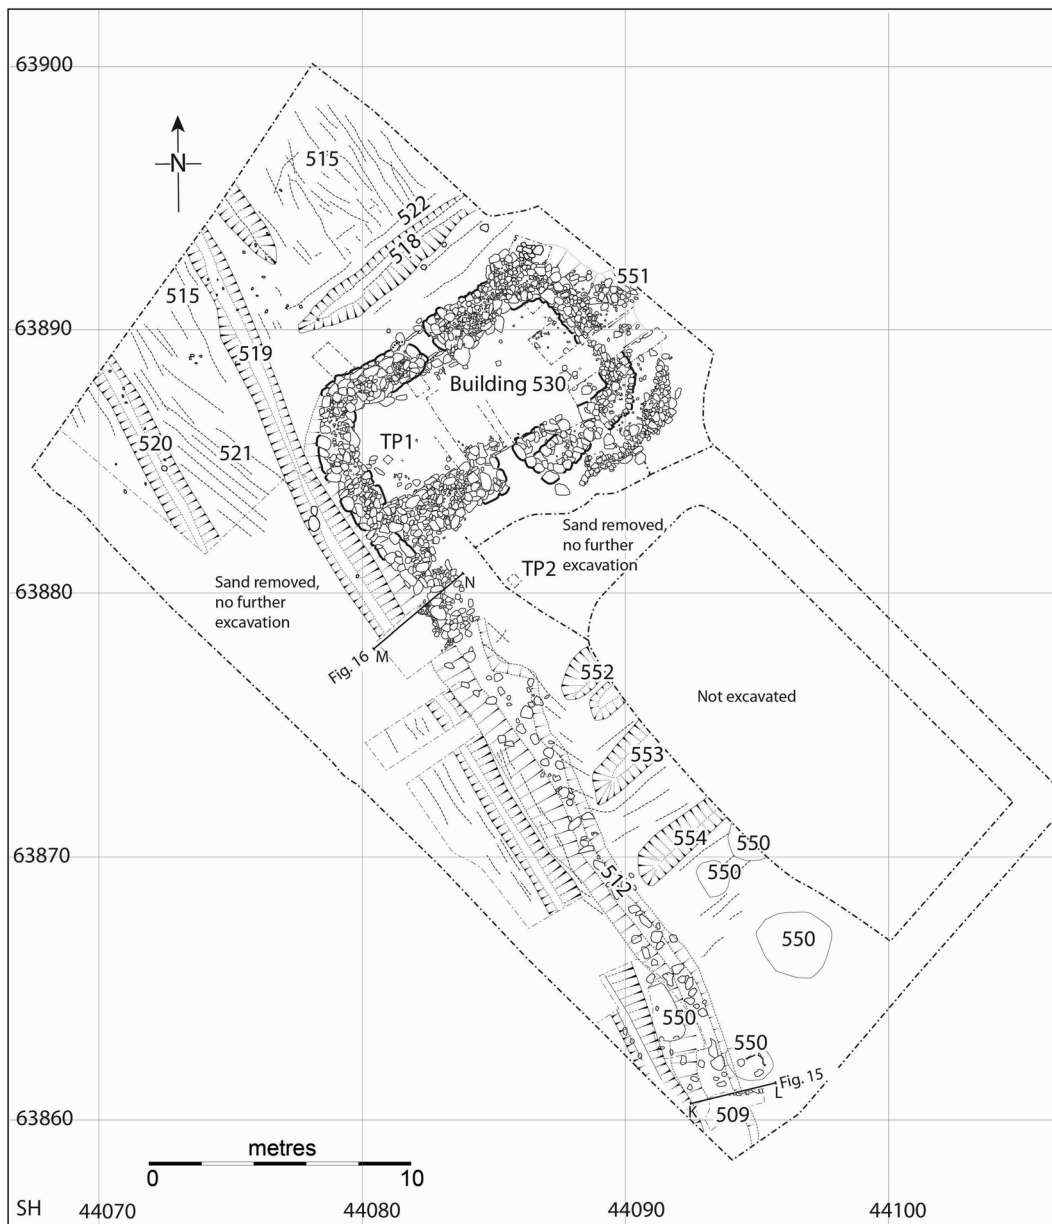 63900
N
515
522
518
551
515
63890
519
Building 530
TP1
520
521
Sand removed,
no further
excavation
TP2
63880
Sand removed,
no further
excavation
N
M
Fig. 16
552
Not excavated
553
554
550
63870
550
512
550
550
550
Fig. 15
L
K
509
63860
metres
0
10
SH
44070
44080
44090
44100